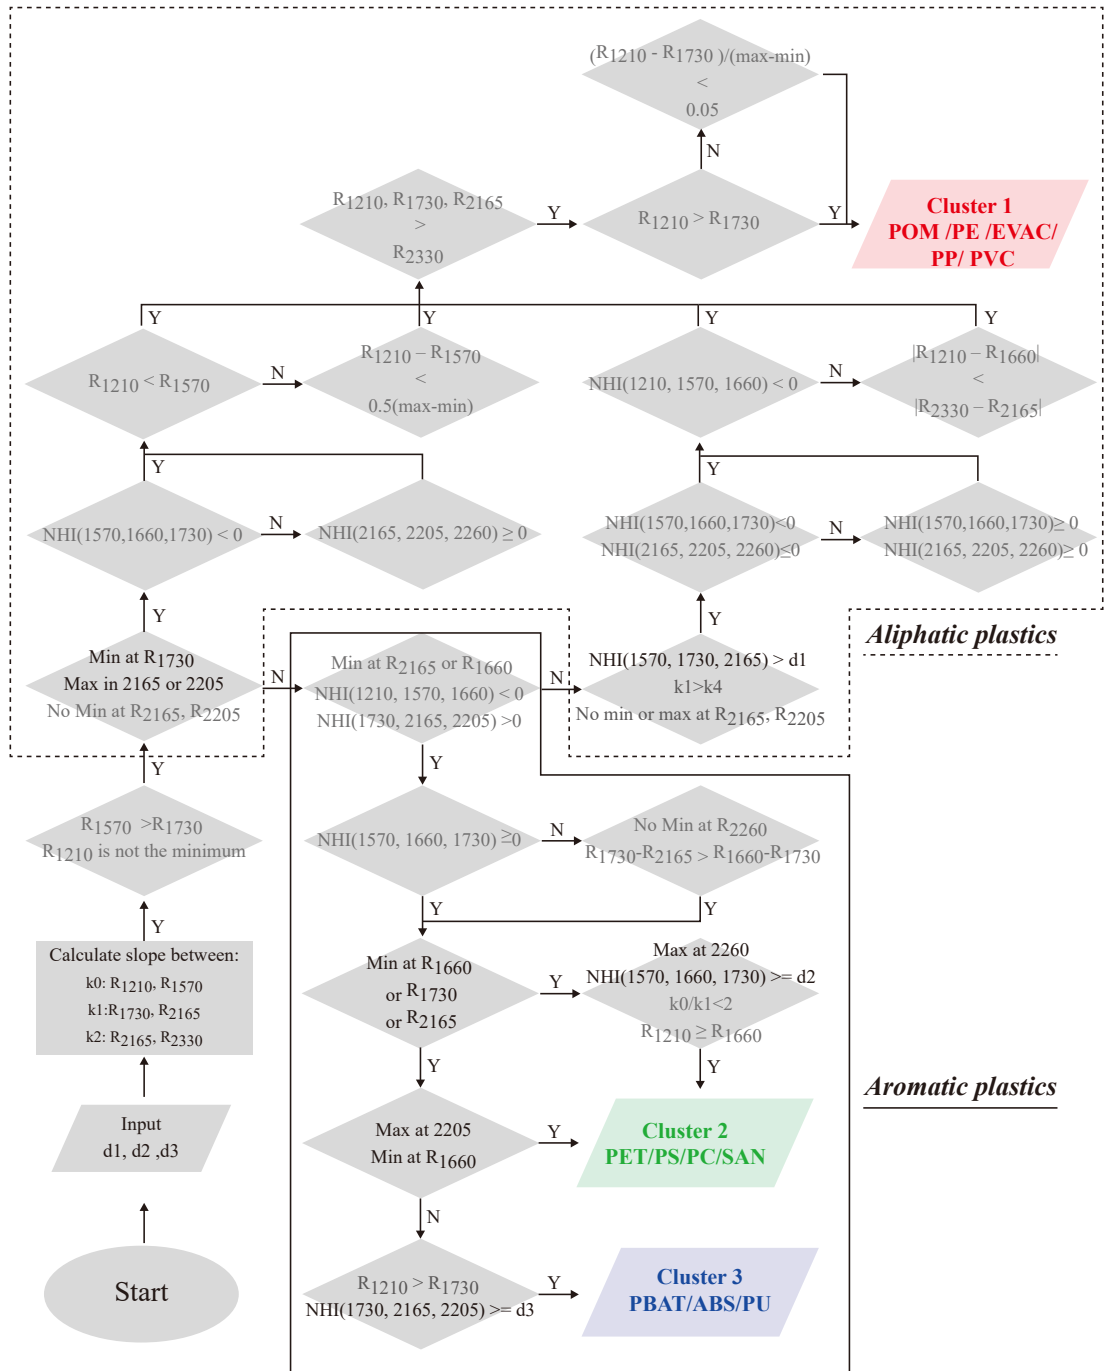 (R1210 - R1730 )/(max-min)
<
0.05
N
R1210, R1730, R2165
>
R2330
Y
R1210 > R1730
Y
Cluster 1
POM /PE /EVAC/
PP/ PVC
Y
Y
Y
Y
R1210 < R1570
N
R1210 – R1570
<
0.5(max-min)
NHI(1210, 1570, 1660) < 0
N
|R1210 – R1660|
<
|R2330 – R2165|
Y
Y
NHI(1570,1660,1730) < 0
N
NHI(2165, 2205, 2260) ≥ 0
NHI(1570,1660,1730)<0
NHI(2165, 2205, 2260)≤0
N
NHI(1570,1660,1730)≥ 0
NHI(2165, 2205, 2260)≥ 0
Y
Y
Aliphatic plastics
Min at R1730
Max in 2165 or 2205
No Min at R2165, R2205
N
Min at R2165 or R1660
NHI(1210, 1570, 1660) < 0
NHI(1730, 2165, 2205) >0
N
NHI(1570, 1730, 2165) > d1
k1>k4
No min or max at R2165, R2205
Y
Y
R1570 >R1730
R1210 is not the minimum
NHI(1570, 1660, 1730) ≥0
N
No Min at R2260
R1730-R2165 > R1660-R1730
Y
Y
Y
Calculate slope between:
k0: R1210, R1570
k1:R1730, R2165
k2: R2165, R2330
Min at R1660
or R1730
or R2165
Y
Max at 2260
NHI(1570, 1660, 1730) >= d2
k0/k1<2
R1210 ≥ R1660
Y
Y
Aromatic plastics
Input
d1, d2 ,d3
Max at 2205
Min at R1660
Y
Cluster 2
PET/PS/PC/SAN
N
Start
R1210 > R1730
NHI(1730, 2165, 2205) >= d3
Y
Cluster 3
PBAT/ABS/PU